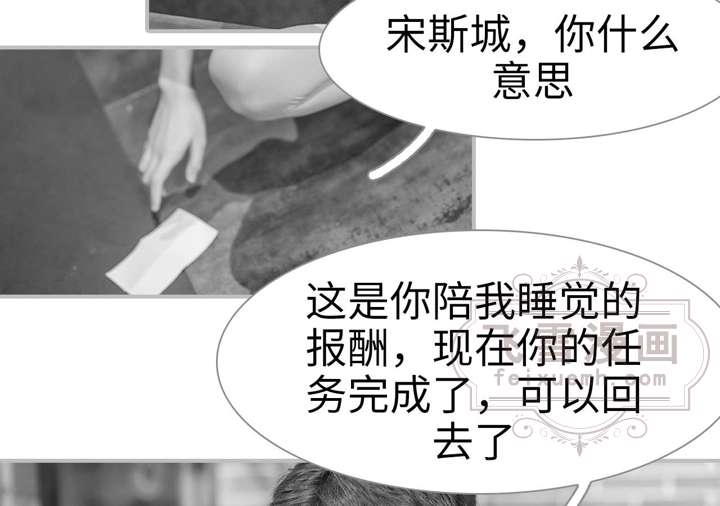 宋斯城，你什么
意思
这是你陪我睡觉的
报酬，现在你的任
务完成了，可以回
去了
飞雪漫画
feixuemh.com